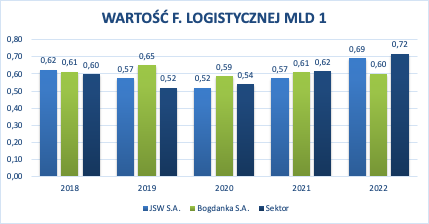 WARTOŚĆ F. LOGISTYCZNEJ MLD 1
0,80
0,70
0,60
0,50
0,40
0,30
0,20
0,10
0,00
0,62 0,61 0,60
0,57 0,65 0,52
0,52 0,59 0,54
0,57 0,61 0,62
0,69 0,60 0,72
2018 2019 2020 2021 2022
JSW S.A. Bogdanka S.A. Sektor